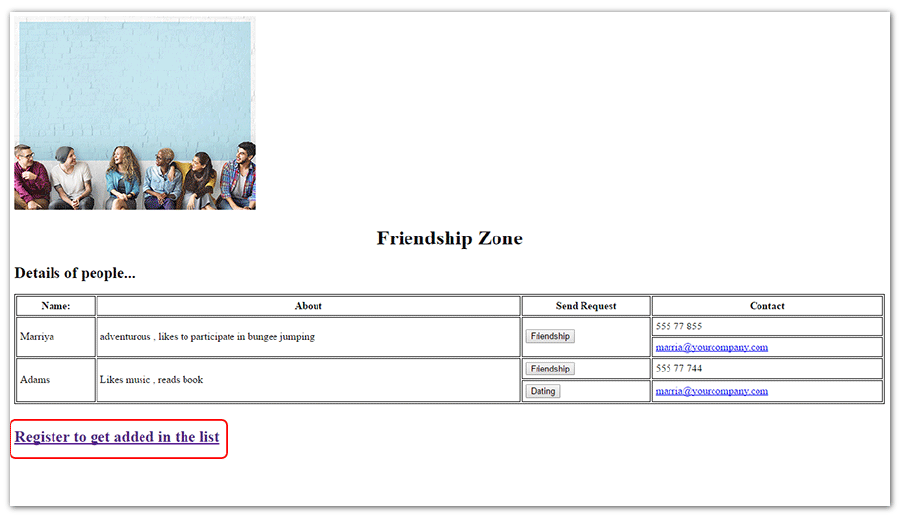 Friendship Zone
Details of people...
Name: About Send Request Contact
Marriya adventurous , likes to participate in bungee jumping Friendship 555 77 855
marria@yourcompany.com
Adams Likes music , reads book Friendship 555 77 744
Dating marria@yourcompany.com
Register to get added in the list